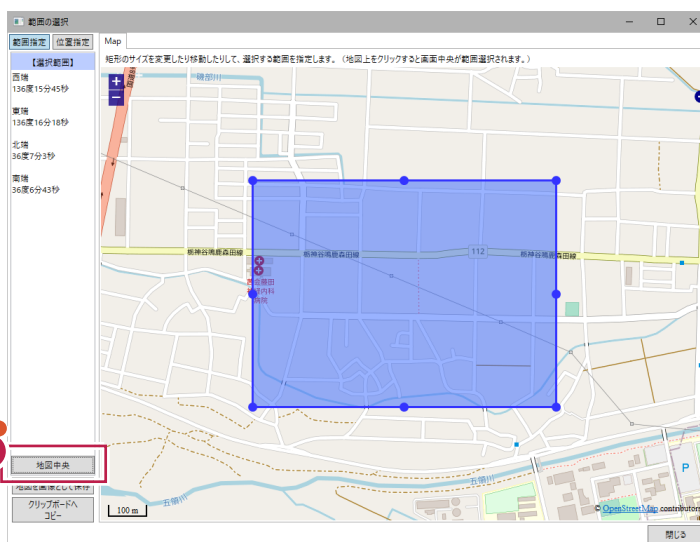 範囲の選択
範囲指定
位置指定
Map
【選択範囲】
西端
136度15分45秒
東端
136度16分18秒
北端
36度7分3秒
南端
36度6分43秒
矩形のサイズを変更したり移動したりして、選択する範囲を指定します。（地図上をクリックすると画面中央が範囲選択されます。）
磯部川
栃神谷鳴鹿森田線
栃神谷鳴鹿森田線
112
栃神谷鳴鹿森田線
病院
五領川
五領川
P
100 m
© OpenStreetMap contributors
地図中央
地図を画像として保存
クリップボードへ
コピー
閉じる